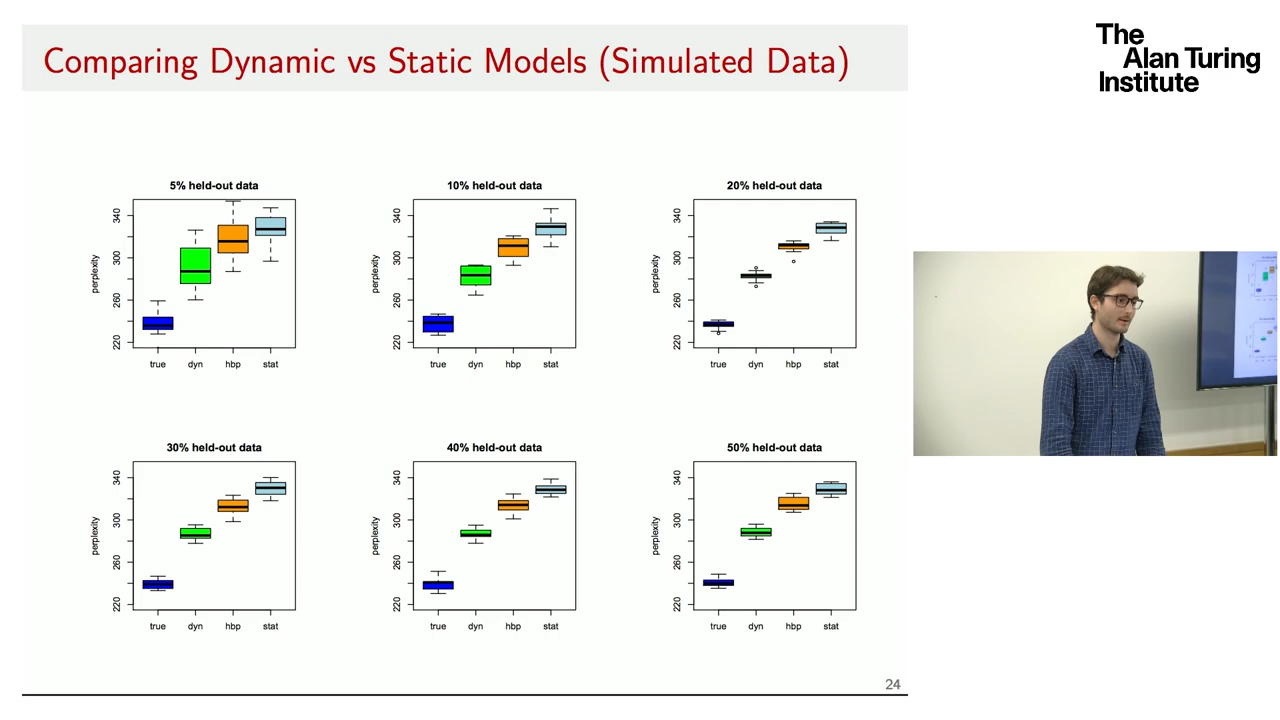 Comparing Dynamic vs Static Models (Simulated Data)
The
Alan Turing
Institute
5% held-out data
perplexity
340
300
260
220
true dyn hbp stat
10% held-out data
perplexity
340
300
260
220
true dyn hbp stat
20% held-out data
perplexity
340
300
260
220
true dyn hbp stat
30% held-out data
perplexity
340
300
260
220
true dyn hbp stat
40% held-out data
perplexity
340
300
260
220
true dyn hbp stat
50% held-out data
perplexity
340
300
260
220
true dyn hbp stat
24